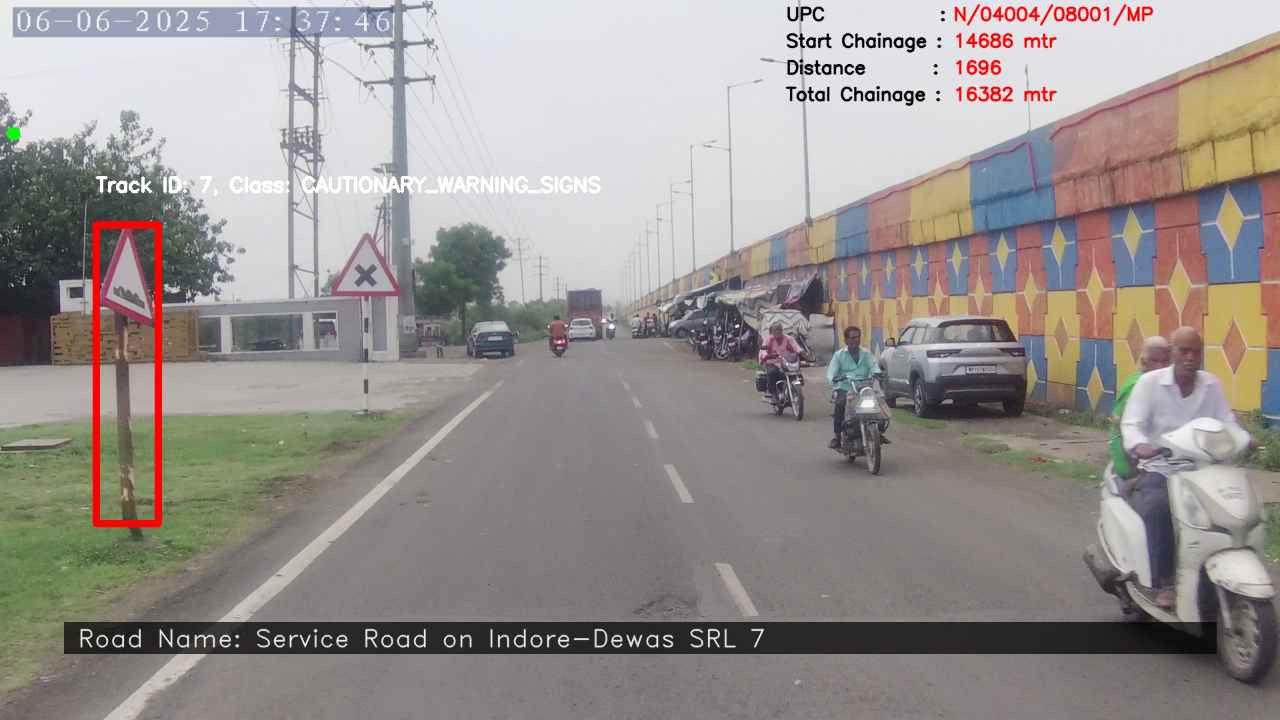 06-06-2025 17:37:46
UPC : N/04004/08001/MP
Start Chainage : 14686 mtr
Distance : 1696
Total Chainage : 16382 mtr
Track ID: 7, Class: CAUTIONARY_WARNING_SIGNS
Road Name: Service Road on Indore-Dewas SRL 7